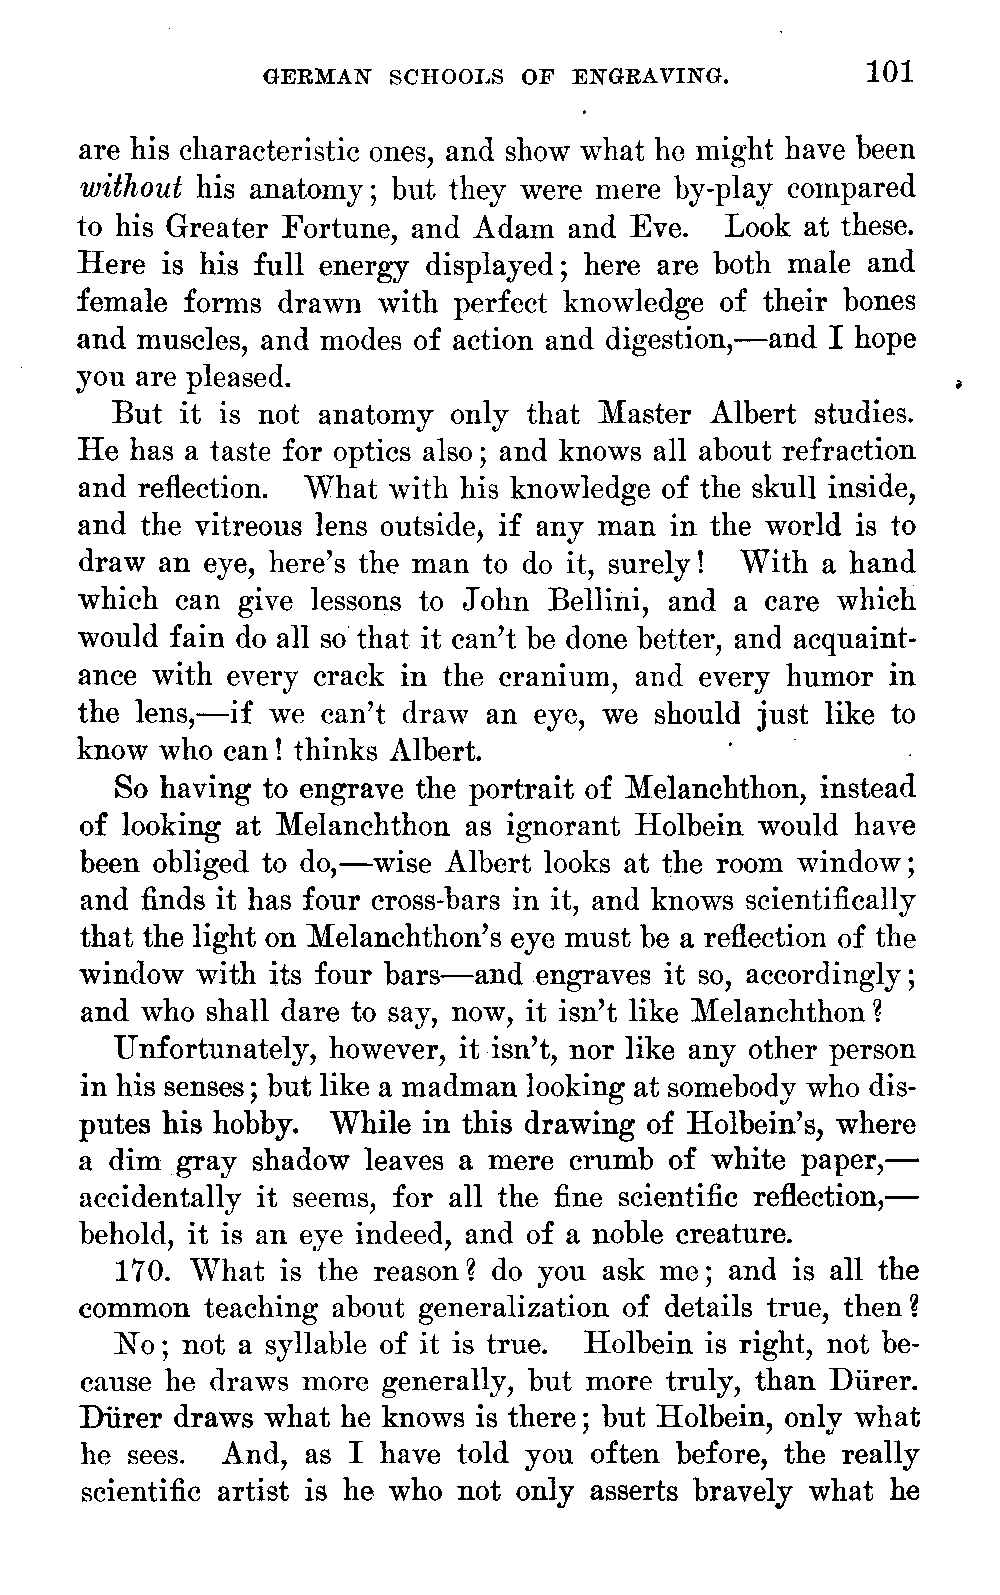 GERMAN SCHOOLS OF ENGRAVING. 101
are his characteristic ones, and show what he might have been
without his anatomy; but they were mere by-play compared
to his Greater Fortune, and Adam and Eve. Look at these.
Here is his full energy displayed; here are both male and
female forms drawn with perfect knowledge of their bones
and muscles, and modes of action and digestion,—and I hope
you are pleased.
But it is not anatomy only that Master Albert studies.
He has a taste for optics also; and knows all about refraction
and reflection. What with his knowledge of the skull inside,
and the vitreous lens outside, if any man in the world is to
draw an eye, here's the man to do it, surely! With a hand
which can give lessons to John Bellini, and a care which
would fain do all so that it can't be done better, and acquaint-
ance with every crack in the cranium, and every humor in
the lens,—if we can't draw an eye, we should just like to
know who can! thinks Albert.
So having to engrave the portrait of Melanchthon, instead
of looking at Melanchthon as ignorant Holbein would have
been obliged to do,—wise Albert looks at the room window;
and finds it has four cross-bars in it, and knows scientifically
that the light on Melanchthon's eye must be a reflection of the
window with its four bars—and engraves it so, accordingly;
and who shall dare to say, now, it isn't like Melanchthon?
Unfortunately, however, it isn't, nor like any other person
in his senses; but like a madman looking at somebody who dis-
putes his hobby. While in this drawing of Holbein's, where
a dim gray shadow leaves a mere crumb of white paper,—
accidentally it seems, for all the fine scientific reflection,—
behold, it is an eye indeed, and of a noble creature.
170. What is the reason? do you ask me; and is all the
common teaching about generalization of details true, then?
No; not a syllable of it is true. Holbein is right, not be-
cause he draws more generally, but more truly, than Dürer.
Dürer draws what he knows is there; but Holbein, only what
he sees. And, as I have told you often before, the really
scientific artist is he who not only asserts bravely what he